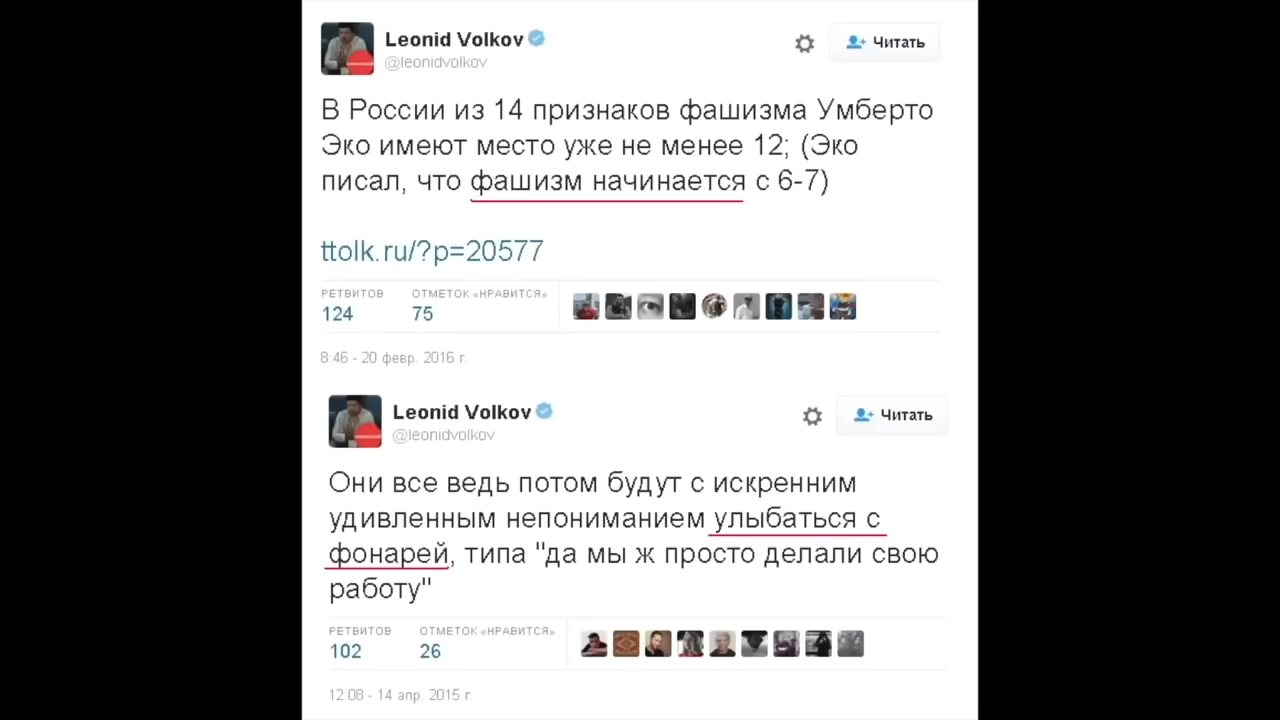 Leonid Volkov
@leonidvolkov
Читать
В России из 14 признаков фашизма Умберто
Эко имеют место уже не менее 12; (Эко
писал, что фашизм начинается с 6-7)
ttolk.ru/?p=20577
РЕТВИТОВ ОТМЕТОК «НРАВИТСЯ»
124 75
8:46 - 20 февр. 2016 г.
Leonid Volkov
@leonidvolkov
Читать
Они все ведь потом будут с искренним
удивленным непониманием улыбаться с
фонарей, типа "да мы ж просто делали свою
работу"
РЕТВИТОВ ОТМЕТОК «НРАВИТСЯ»
102 26
12:08 - 14 апр. 2015 г.